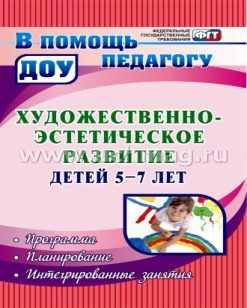 В ПОМОЩЬ
ДОУ
ПЕДАГОГУ
ФЕДЕРАЛЬНЫЕ
ГОСУДАРСТВЕННЫЕ
ТРЕБОВАНИЯ
ФГТ
ХУДОЖЕСТВЕННО-
ЭСТЕТИЧЕСКОЕ
РАЗВИТИЕ
ДЕТЕЙ 5–7 ЛЕТ
• Программа
• Планирование
• Интегрированные занятия